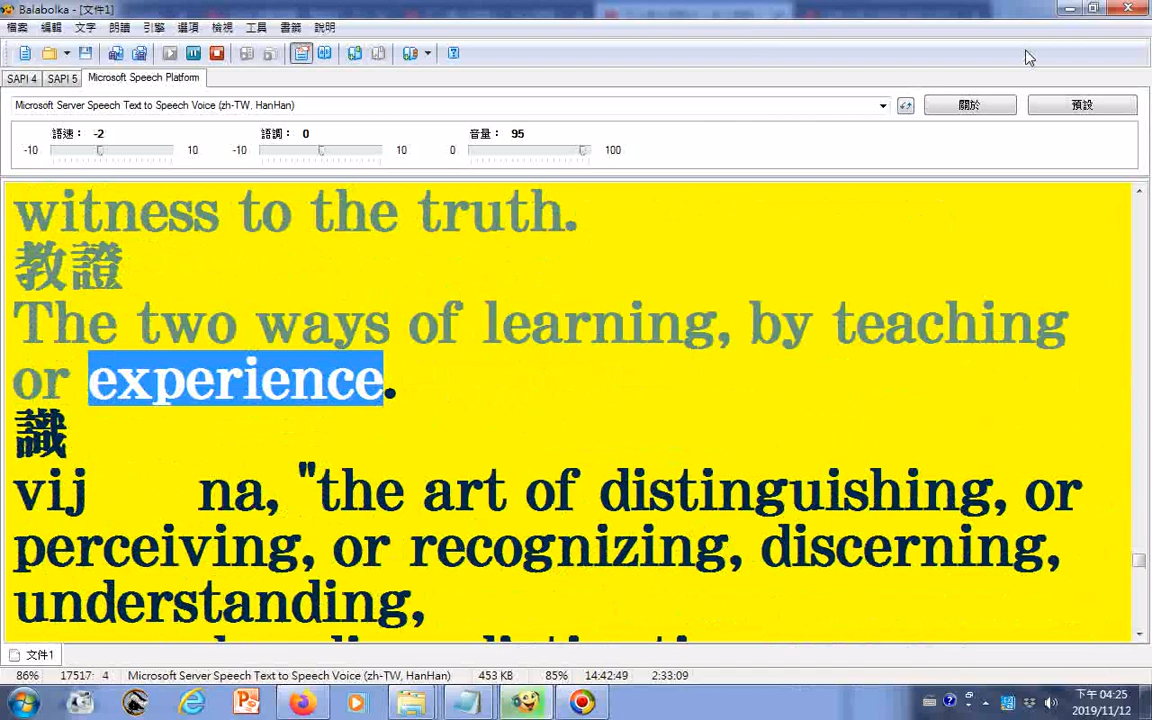 Balabolka - [文件1]
檔案 編輯 文字 朗讀 引擎 選項 檢視 工具 書籤 說明
SAPI 4 SAPI 5 Microsoft Speech Platform
Microsoft Server Speech Text to Speech Voice (zh-TW, HanHan) 關於 預設
語速： -2 語調： 0 音量： 95
-10 10 -10 10 0 100
witness to the truth.
教證
The two ways of learning, by teaching
or experience.
識
vij na, "the art of distinguishing, or
perceiving, or recognizing, discerning,
understanding,
文件1
86% 17517: 4 Microsoft Server Speech Text to Speech Voice (zh-TW, HanHan) 453 KB 85% 14:42:49 2:33:09
下午 04:25
2019/11/12